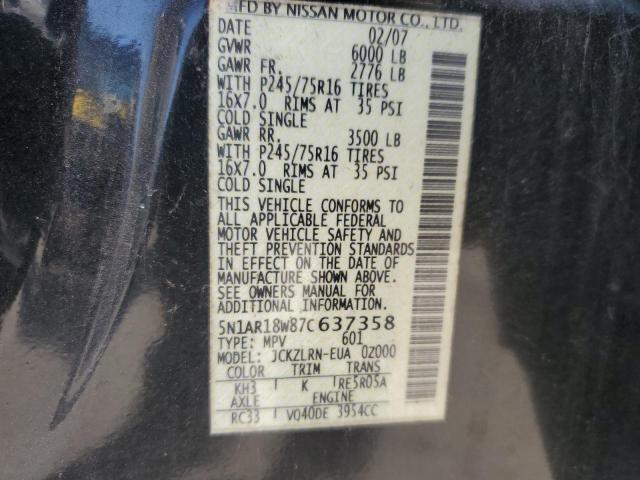 MFD BY NISSAN MOTOR CO., LTD.
DATE 02/07
GVWR 6000 LB
GAWR FR. 2776 LB
WITH P245/75R16 TIRES
16X7.0 RIMS AT 35 PSI
COLD SINGLE
GAWR RR. 3500 LB
WITH P245/75R16 TIRES
16X7.0 RIMS AT 35 PSI
COLD SINGLE
THIS VEHICLE CONFORMS TO
ALL APPLICABLE FEDERAL
MOTOR VEHICLE SAFETY AND
THEFT PREVENTION STANDARDS
IN EFFECT ON THE DATE OF
MANUFACTURE SHOWN ABOVE.
SEE OWNERS MANUAL FOR
ADDITIONAL INFORMATION.
5N1AR18W87C637358
TYPE: MPV 601
MODEL: JCKZLRN-EUA 0Z000
COLOR TRIM TRANS
KH3 K RE5R05A
AXLE ENGINE
RC33 VQ40DE 3954CC